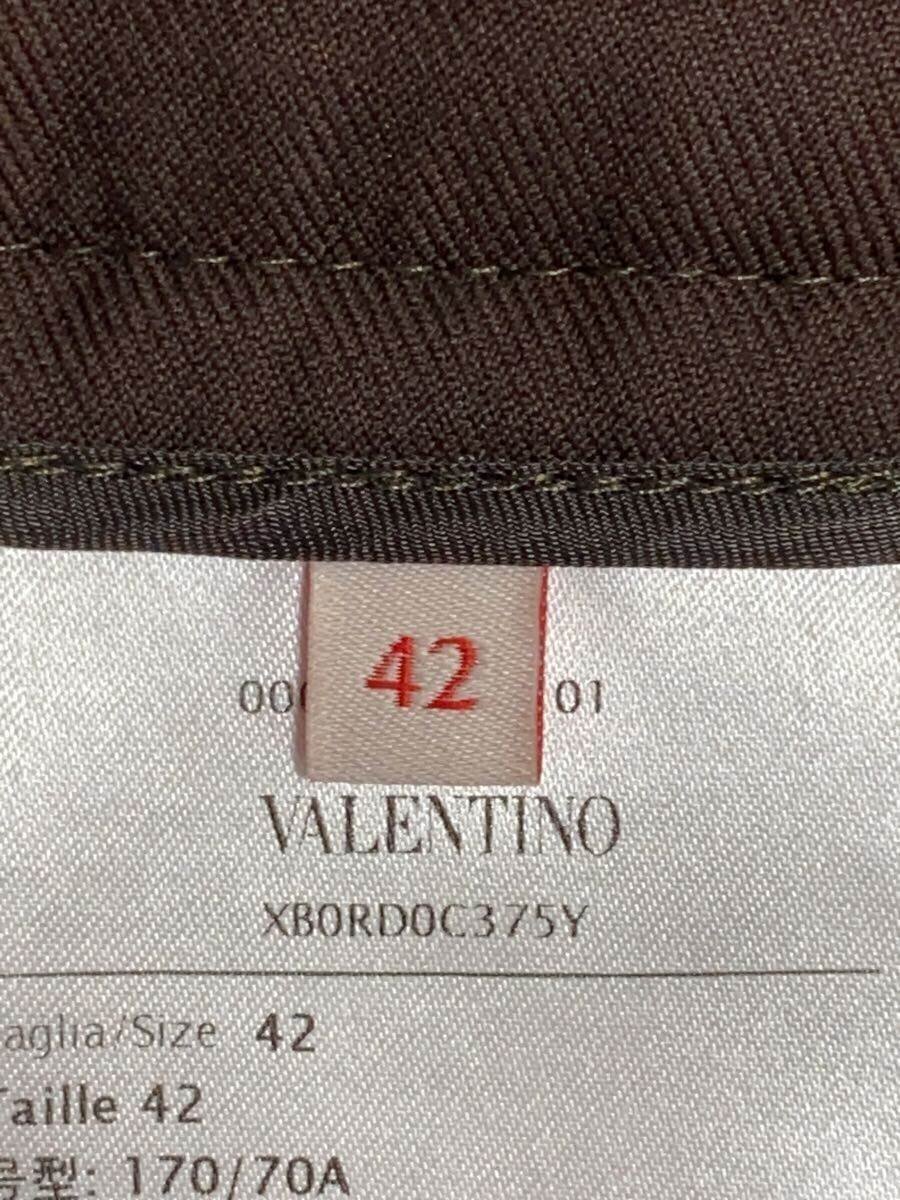 42
00 01
VALENTINO
XB0RD0C375Y
aglia/Size 42
Taille 42
号型: 170/70A